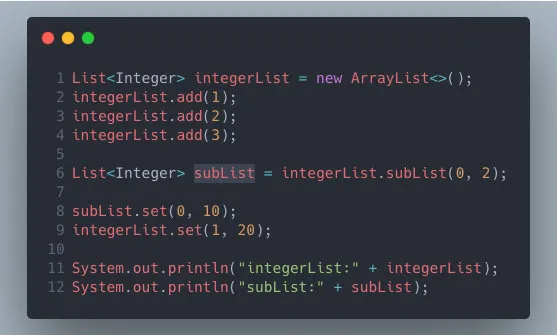 1 List<Integer> integerList = new ArrayList<>();
2 integerList.add(1);
3 integerList.add(2);
4 integerList.add(3);
5
6 List<Integer> subList = integerList.subList(0, 2);
7
8 subList.set(0, 10);
9 integerList.set(1, 20);
10
11 System.out.println("integerList:" + integerList);
12 System.out.println("subList:" + subList);